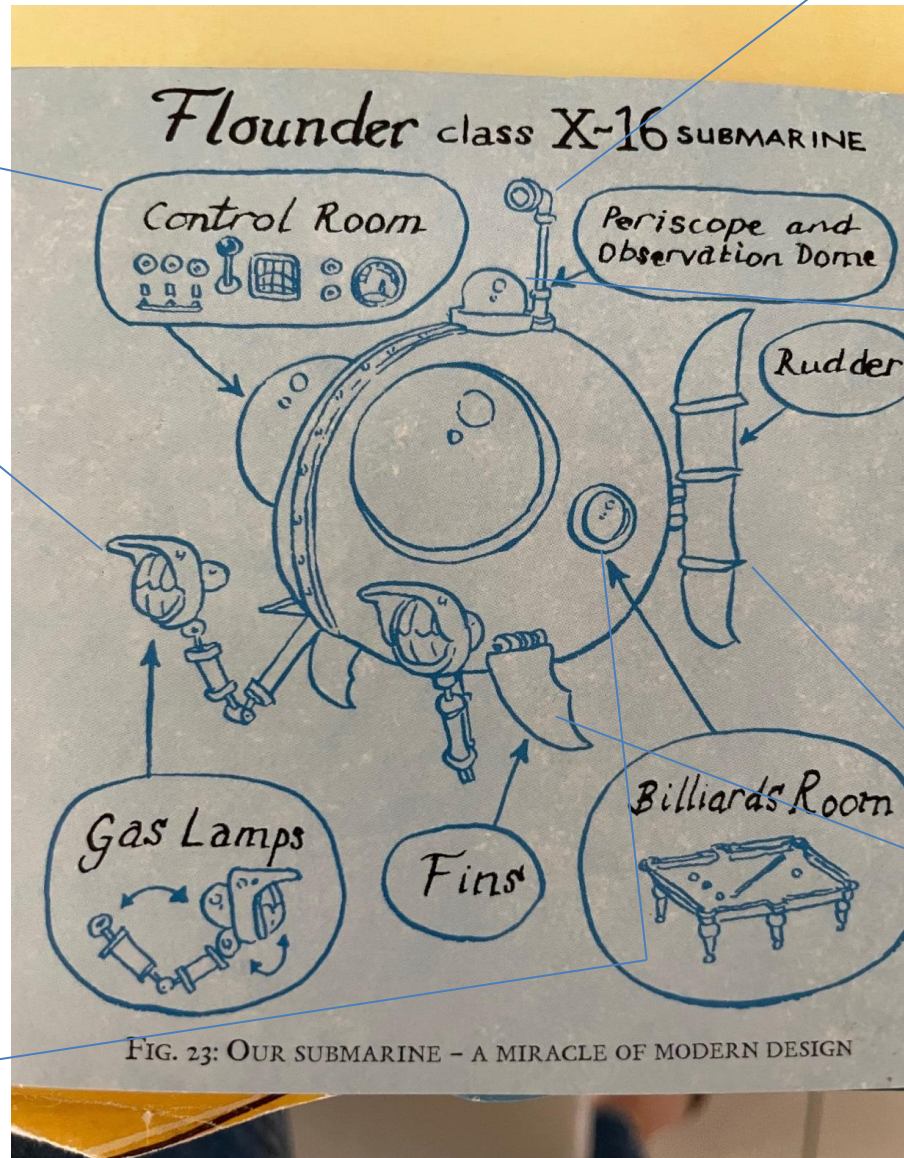 Flounder class X-16 SUBMARINE
Control Room
Periscope and
Observation Dome
Rudder
Gas Lamps
Fins
Billiards Room
FIG. 23: OUR SUBMARINE – A MIRACLE OF MODERN DESIGN